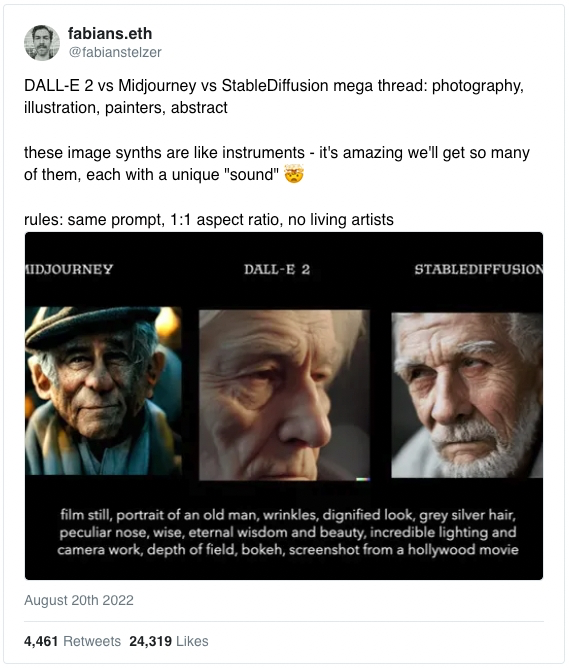 fabians.eth
@fabianstelzer
DALL-E 2 vs Midjourney vs StableDiffusion mega thread: photography,
illustration, painters, abstract
these image synths are like instruments - it's amazing we'll get so many
of them, each with a unique "sound" 🤯
rules: same prompt, 1:1 aspect ratio, no living artists
IDJOURNEY DALL-E 2 STABLEDIFFUSION
film still, portrait of an old man, wrinkles, dignified look, grey silver hair,
peculiar nose, wise, eternal wisdom and beauty, incredible lighting and
camera work, depth of field, bokeh, screenshot from a hollywood movie
August 20th 2022
4,461 Retweets 24,319 Likes